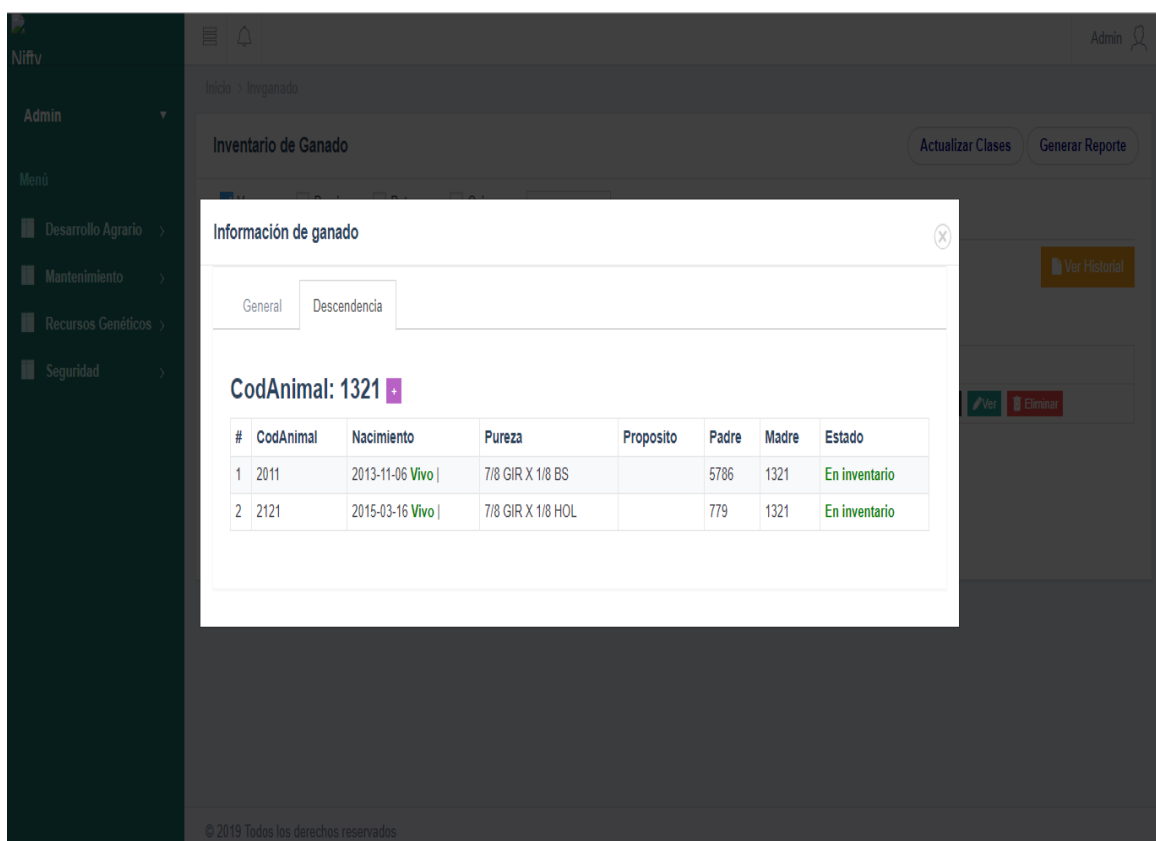 Nifty
Admin
Admin
Inicio > Invganado
Menú
Desarrollo Agrario
Mantenimiento
Recursos Genéticos
Seguridad
Inventario de Ganado
Actualizar Clases
Generar Reporte
Ver Historial
Ver
Eliminar
Información de ganado
General
Descendencia
CodAnimal: 1321 +
# CodAnimal Nacimiento Pureza Proposito Padre Madre Estado
1 2011 2013-11-06 Vivo | 7/8 GIR X 1/8 BS 5786 1321 En inventario
2 2121 2015-03-16 Vivo | 7/8 GIR X 1/8 HOL 779 1321 En inventario
© 2019 Todos los derechos reservados